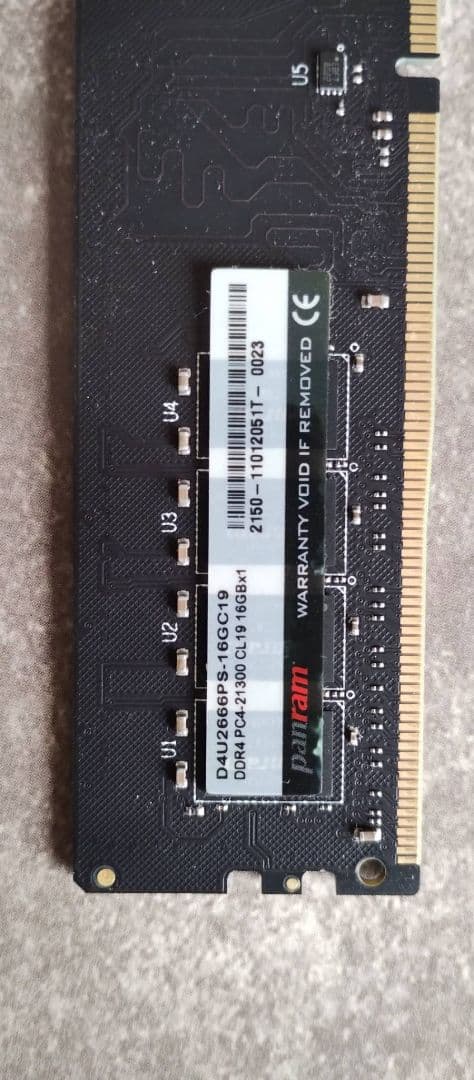 D4U2666PS-16GC19
DDR4 PC4-21300 CL19 16GBx1
2150 – 11012051T – 0023
panram
WARRANTY VOID IF REMOVED CE
U1
U2
U3
U4
U5